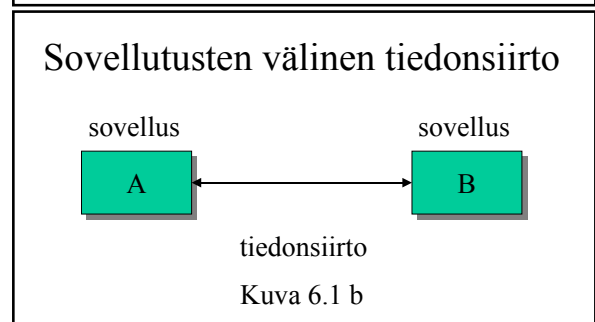 Sovellutusten välinen tiedonsiirto
sovellus sovellus
A B
tiedonsiirto
Kuva 6.1 b